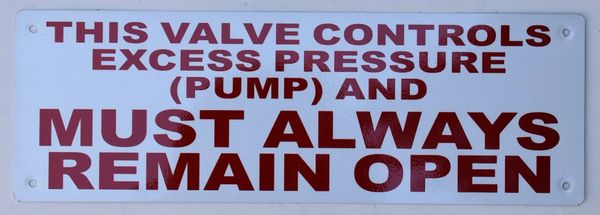 THIS VALVE CONTROLS
EXCESS PRESSURE
(PUMP) AND
MUST ALWAYS
REMAIN OPEN